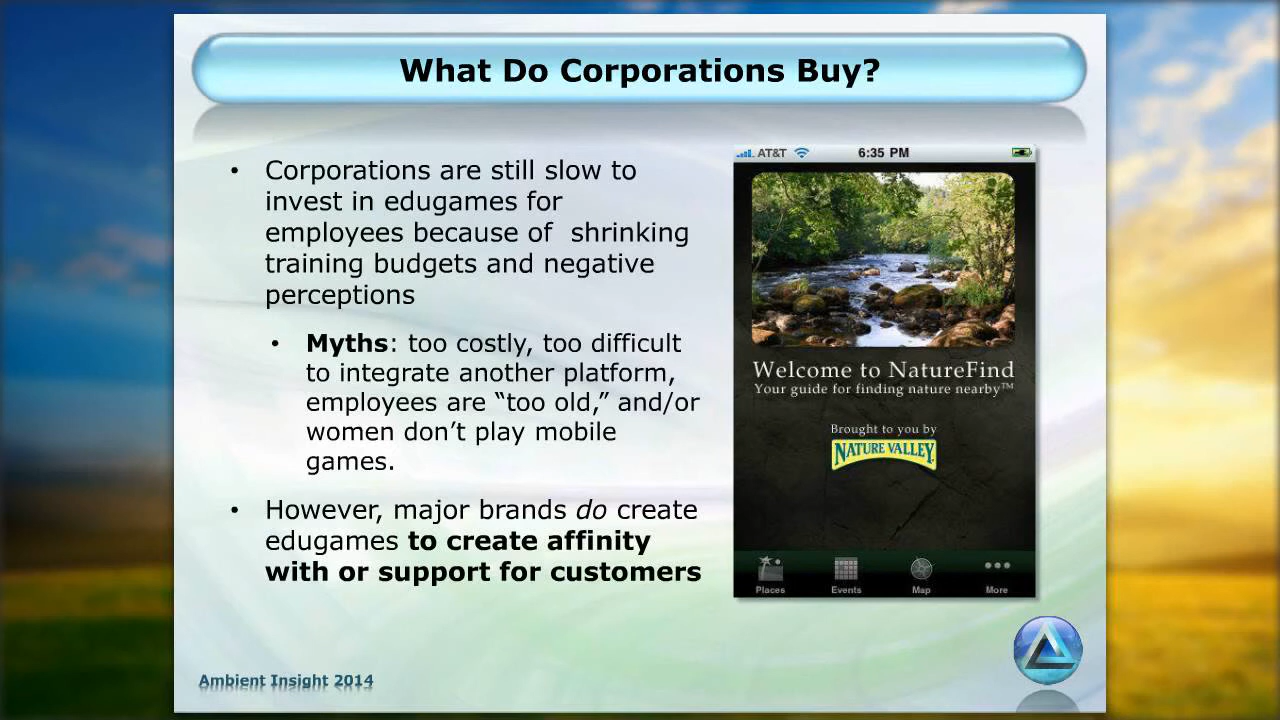 What Do Corporations Buy?
• Corporations are still slow to
invest in edugames for
employees because of  shrinking
training budgets and negative
perceptions
• Myths: too costly, too difficult
to integrate another platform,
employees are “too old,” and/or
women don’t play mobile
games.
• However, major brands do create
edugames to create affinity
with or support for customers
AT&T 6:35 PM
Welcome to NatureFind
Your guide for finding nature nearby™
Brought to you by
NATURE VALLEY
Places Events Map More
Ambient Insight 2014